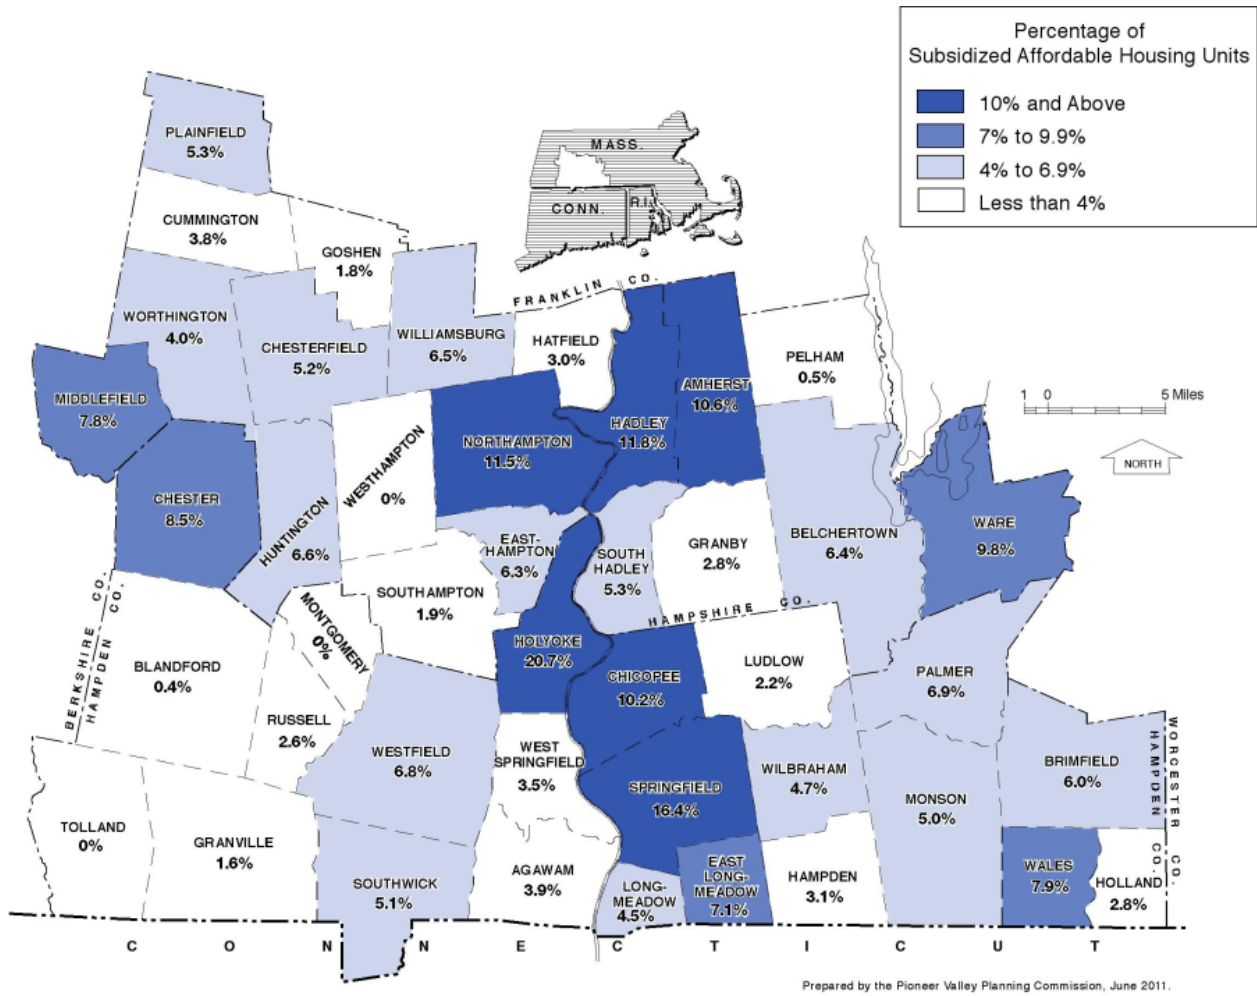 Percentage of
Subsidized Affordable Housing Units
10% and Above
7% to 9.9%
4% to 6.9%
Less than 4%
MASS.
CONN.
R.I.
PLAINFIELD
5.3%
CUMMINGTON
3.8%
GOSHEN
1.8%
FRANKLIN CO.
WORTHINGTON
4.0%
CHESTERFIELD
5.2%
WILLIAMSBURG
6.5%
HATFIELD
3.0%
PELHAM
0.5%
AMHERST
10.6%
1 0 5 Miles
NORTH
MIDDLEFIELD
7.8%
HADLEY
11.8%
NORTHAMPTON
11.5%
WESTHAMPTON
0%
CHESTER
8.5%
HUNTINGTON
6.6%
EAST-
HAMPTON
6.3%
SOUTH
HADLEY
5.3%
GRANBY
2.8%
BELCHERTOWN
6.4%
WARE
9.8%
BERKSHIRE CO.
HAMPDEN CO.
MONTGOMERY
0%
SOUTHAMPTON
1.9%
HAMPSHIRE CO.
BLANDFORD
0.4%
HOLYOKE
20.7%
CHICOPEE
10.2%
LUDLOW
2.2%
PALMER
6.9%
RUSSELL
2.6%
WESTFIELD
6.8%
WEST
SPRINGFIELD
3.5%
SPRINGFIELD
16.4%
WILBRAHAM
4.7%
MONSON
5.0%
BRIMFIELD
6.0%
HAMPDEN CO.
WORCESTER CO.
TOLLAND
0%
GRANVILLE
1.6%
SOUTHWICK
5.1%
AGAWAM
3.9%
LONG-
MEADOW
4.5%
EAST
LONG-
MEADOW
7.1%
HAMPDEN
3.1%
WALES
7.9%
HOLLAND
2.8%
CONNECTICUT
Prepared by the Pioneer Valley Planning Commission, June 2011.